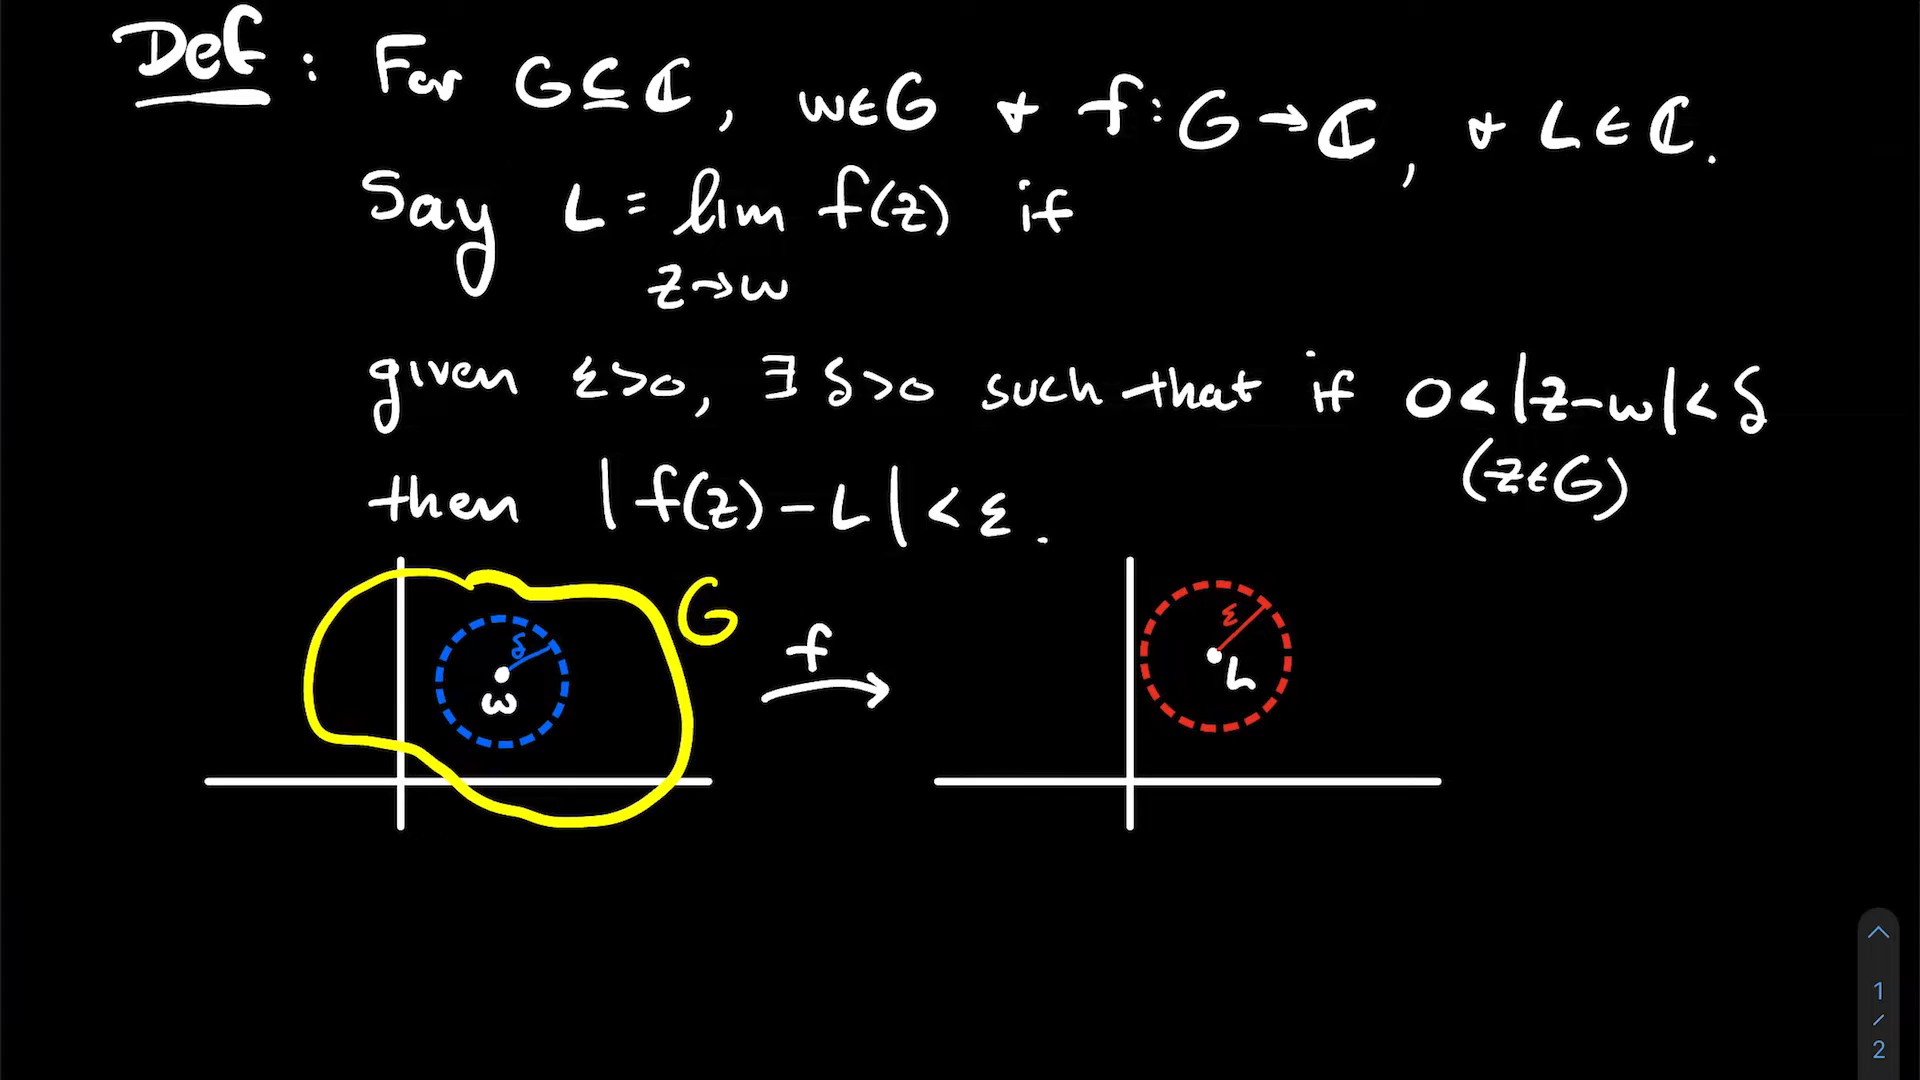 Def : For G⊆ℂ, w∈G & f:G→ℂ, & L∈ℂ.
Say L = lim f(z) if
z→w
given ε>0, ∃ δ>0 such that if 0<|z-w|<δ
(z∈G)
then |f(z)-L|<ε.
G
δ
w
f
ε
L
1
/
2